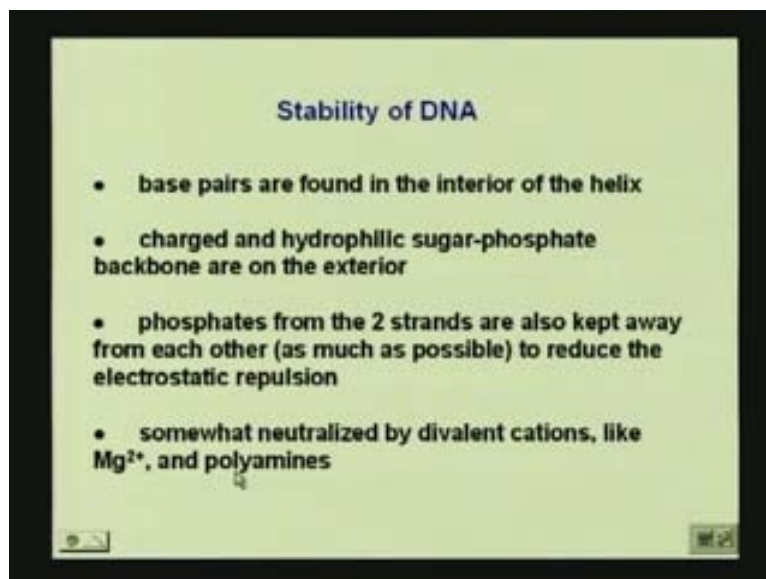 Stability of DNA
• base pairs are found in the interior of the helix
• charged and hydrophilic sugar-phosphate
backbone are on the exterior
• phosphates from the 2 strands are also kept away
from each other (as much as possible) to reduce the
electrostatic repulsion
• somewhat neutralized by divalent cations, like
Mg²⁺, and polyamines